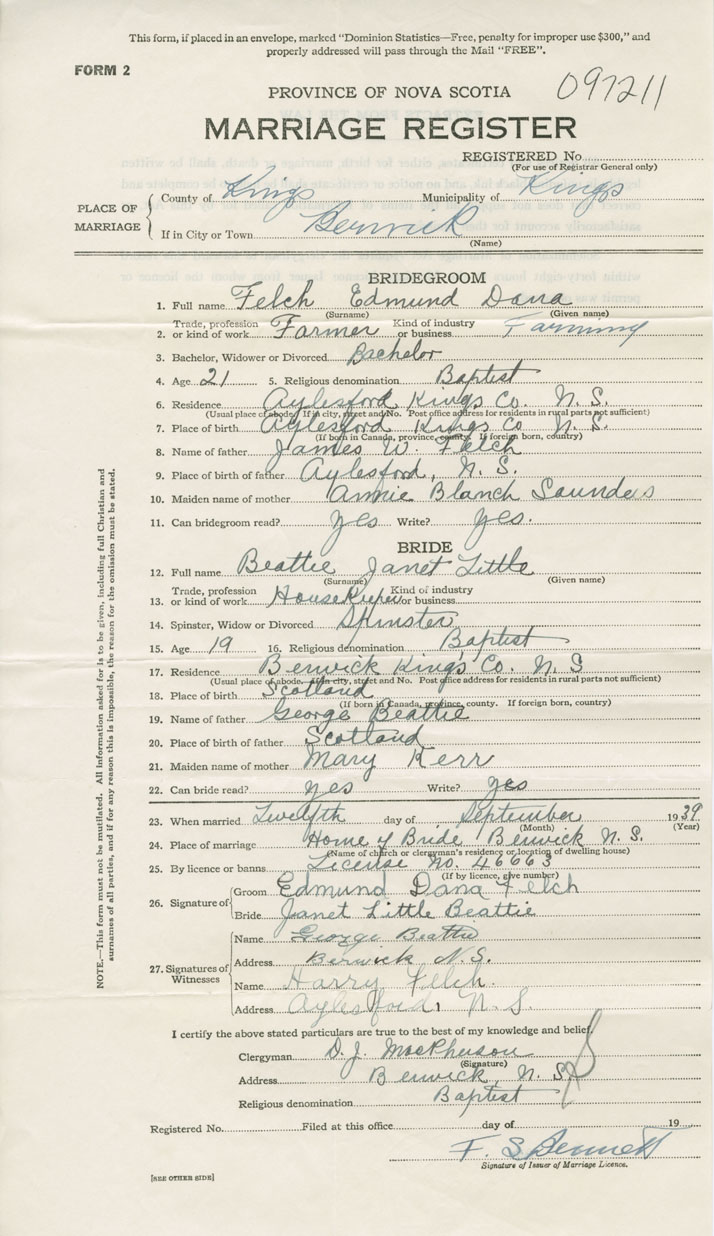 This form, if placed in an envelope, marked "Dominion Statistics—Free, penalty for improper use $300," and
properly addressed will pass through the Mail "FREE".
FORM 2
097211
PROVINCE OF NOVA SCOTIA
MARRIAGE REGISTER
REGISTERED No.
(For use of Registrar General only)
PLACE OF MARRIAGE
County of Kings Municipality of Kings
If in City or Town Berwick
(Name)
BRIDEGROOM
1. Full name Felch Edmund Dana
(Surname) (Given name)
2. Trade, profession or kind of work Farmer Kind of industry or business Farming
3. Bachelor, Widower or Divorced Bachelor
4. Age 21 5. Religious denomination Baptist
6. Residence Aylesford Kings Co. N. S.
(Usual place of abode. If in city, street and No. Post office address for residents in rural parts not sufficient)
7. Place of birth Aylesford Kings Co N. S.
(If born in Canada, province, county. If foreign born, country)
8. Name of father James W. Felch
9. Place of birth of father Aylesford, N. S.
10. Maiden name of mother Annie Blanch Saunders
11. Can bridegroom read? yes Write? yes.
BRIDE
12. Full name Beattie Janet Little
(Surname) (Given name)
13. Trade, profession or kind of work HouseKeeper Kind of industry or business
14. Spinster, Widow or Divorced Spinster
15. Age 19 16. Religious denomination Baptist
17. Residence Berwick King's Co. N. S
(Usual place of abode. If in city, street and No. Post office address for residents in rural parts not sufficient)
18. Place of birth Scotland
(If born in Canada, province, county. If foreign born, country)
19. Name of father George Beattie
20. Place of birth of father Scotland
21. Maiden name of mother Mary Kerr
22. Can bride read? yes Write? yes
23. When married Twelfth day of September 1939
(Month) (Year)
24. Place of marriage Home of Bride Berwick N. S.
(Name of church or clergyman's residence or location of dwelling house)
25. By licence or banns License No. 46663
(If by licence, give number)
26. Signature of Groom Edmund Dana Felch
Bride Janet Little Beattie
27. Signatures of Witnesses
Name George Beattie
Address Berwick N. S.
Name Harry Felch.
Address Aylesford, N. S.
I certify the above stated particulars are true to the best of my knowledge and belief.
Clergyman D. J. MacPherson
(Signature)
Address Berwick, N. S.
Religious denomination Baptist
Registered No. Filed at this office day of 19
F. S. Bennett
Signature of Issuer of Marriage Licence.
[SEE OTHER SIDE]
NOTE.—This form must not be mutilated. All information asked for is to be given, including full Christian and
surnames of all parties, and if for any reason this is impossible, the reason for the omission must be stated.